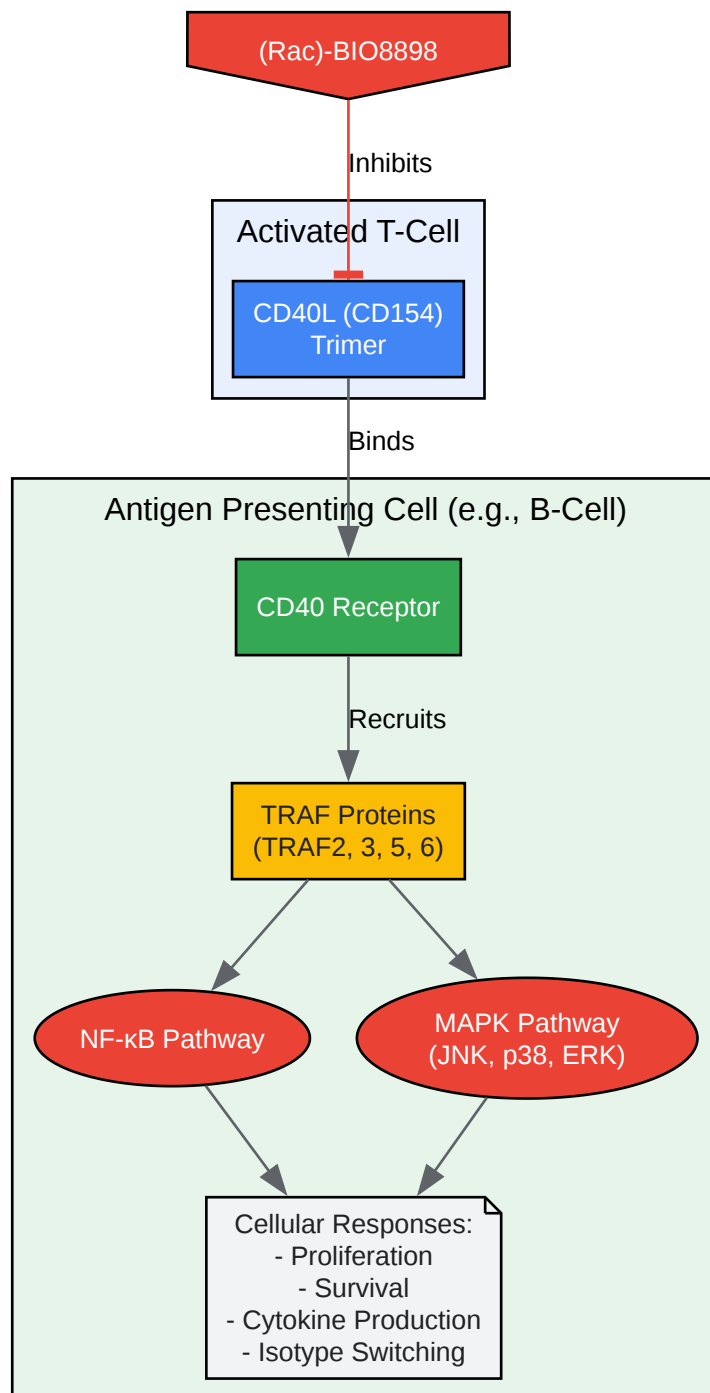 (Rac)-BIO8898
Inhibits
Activated T-Cell
CD40L (CD154)
Trimer
Binds
Antigen Presenting Cell (e.g., B-Cell)
CD40 Receptor
Recruits
TRAF Proteins
(TRAF2, 3, 5, 6)
NF-κB Pathway
MAPK Pathway
(JNK, p38, ERK)
Cellular Responses:
- Proliferation
- Survival
- Cytokine Production
- Isotype Switching